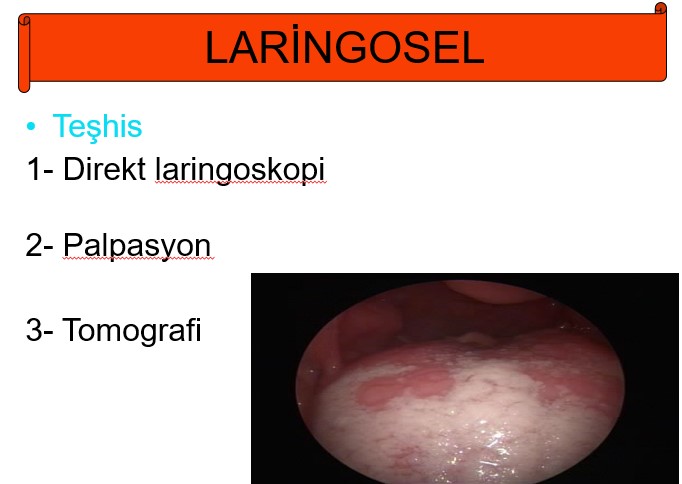 LARİNGOSEL
• Teşhis
1- Direkt laringoskopi
2- Palpasyon
3- Tomografi